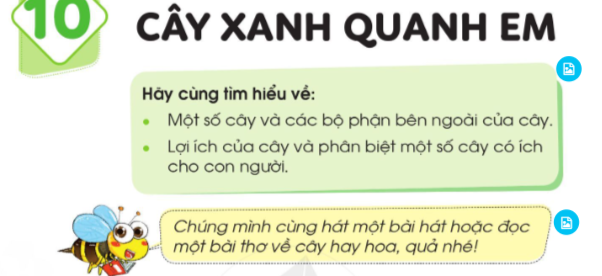 10
CÂY XANH QUANH EM
Hãy cùng tìm hiểu về:
• Một số cây và các bộ phận bên ngoài của cây.
• Lợi ích của cây và phân biệt một số cây có ích
cho con người.
Chúng mình cùng hát một bài hát hoặc đọc
một bài thơ về cây hay hoa, quả nhé!